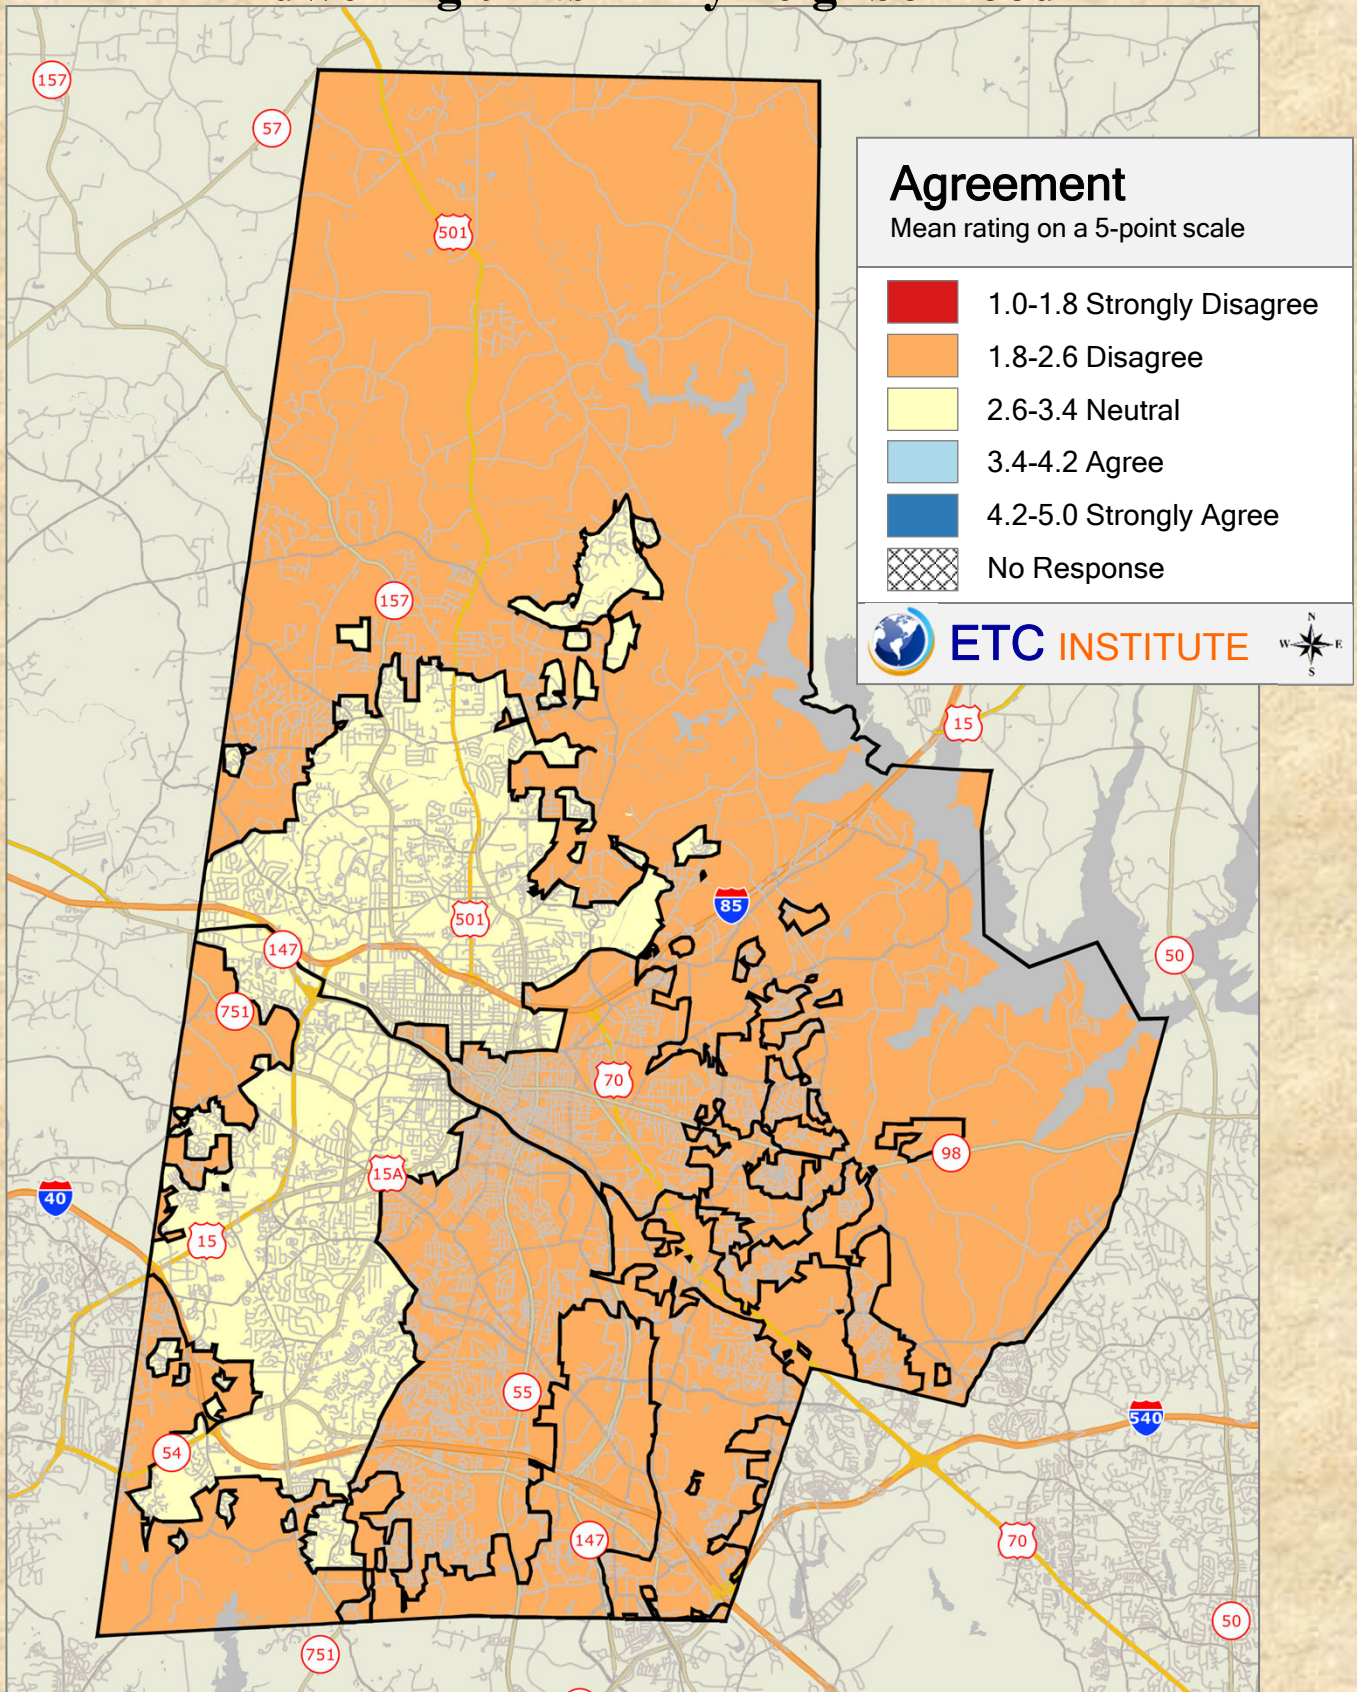 157
57
501
Agreement
Mean rating on a 5-point scale
1.0-1.8 Strongly Disagree
1.8-2.6 Disagree
2.6-3.4 Neutral
3.4-4.2 Agree
4.2-5.0 Strongly Agree
No Response
ETC INSTITUTE
N
W
E
S
157
15
85
501
147
50
751
70
98
15A
40
15
55
540
54
147
70
50
751